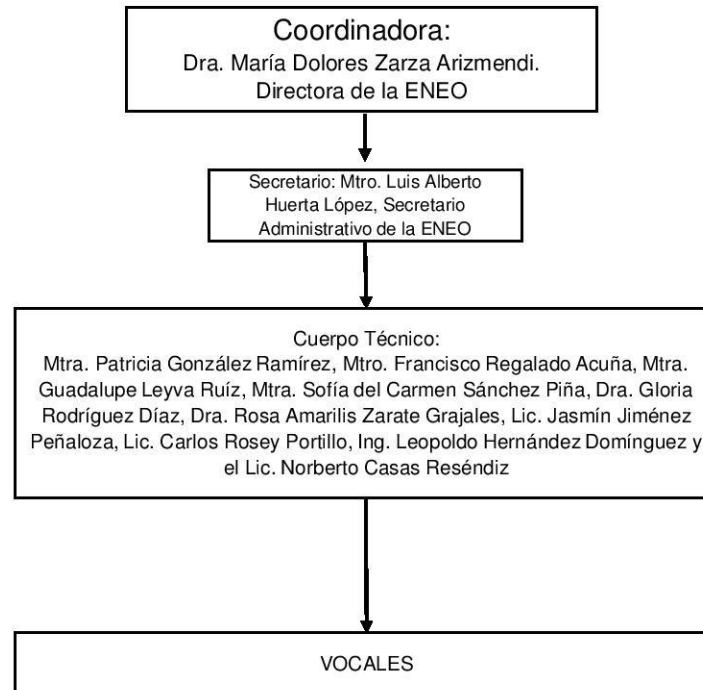 Coordinadora:
Dra. María Dolores Zarza Arizmendi.
Directora de la ENEO
Secretario: Mtro. Luis Alberto
Huerta López, Secretario
Administrativo de la ENEO
Cuerpo Técnico:
Mtra. Patricia González Ramírez, Mtro. Francisco Regalado Acuña, Mtra.
Guadalupe Leyva Ruíz, Mtra. Sofía del Carmen Sánchez Piña, Dra. Gloria
Rodríguez Díaz, Dra. Rosa Amarilis Zarate Grajales, Lic. Jasmín Jiménez
Peñaloza, Lic. Carlos Rosey Portillo, Ing. Leopoldo Hernández Domínguez y
el Lic. Norberto Casas Reséndiz
VOCALES